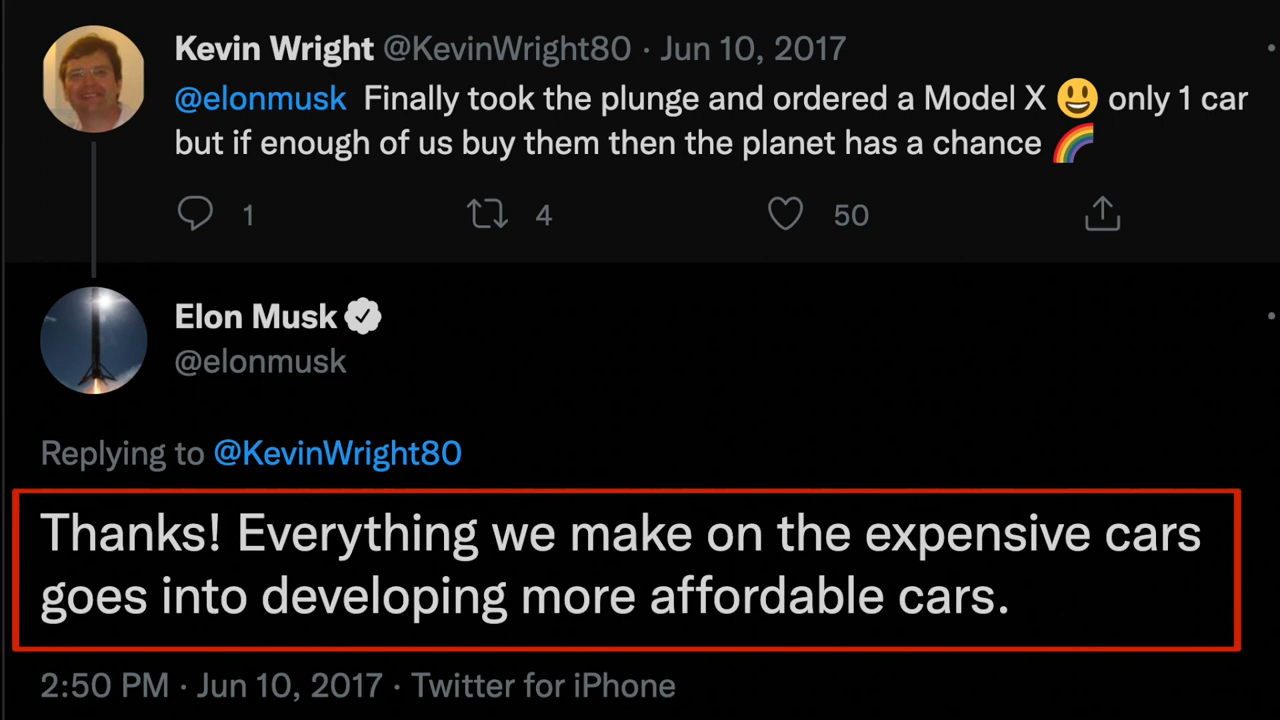 Kevin Wright @KevinWright80 · Jun 10, 2017
@elonmusk Finally took the plunge and ordered a Model X 😃 only 1 car
but if enough of us buy them then the planet has a chance 🌈
1 4 50
Elon Musk
@elonmusk
Replying to @KevinWright80
Thanks! Everything we make on the expensive cars
goes into developing more affordable cars.
2:50 PM · Jun 10, 2017 · Twitter for iPhone